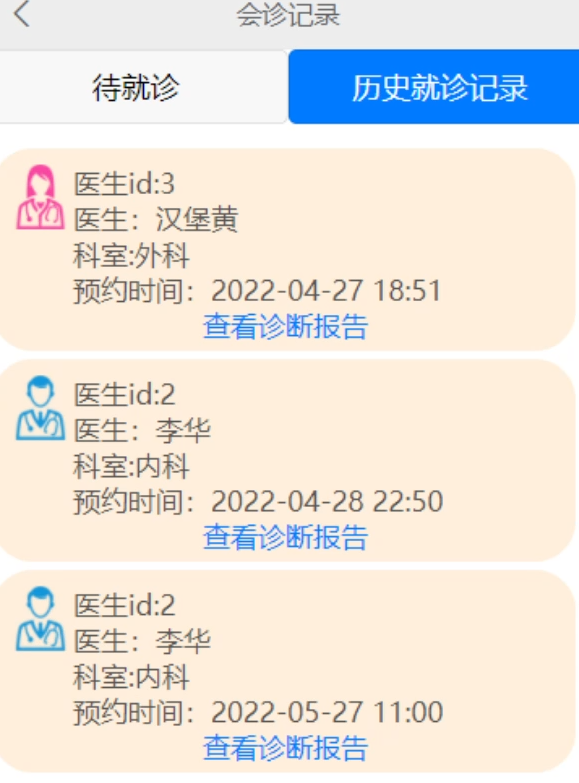 会诊记录
待就诊 历史就诊记录
医生id:3
医生：汉堡黄
科室:外科
预约时间：2022-04-27 18:51
查看诊断报告
医生id:2
医生：李华
科室:内科
预约时间：2022-04-28 22:50
查看诊断报告
医生id:2
医生：李华
科室:内科
预约时间：2022-05-27 11:00
查看诊断报告